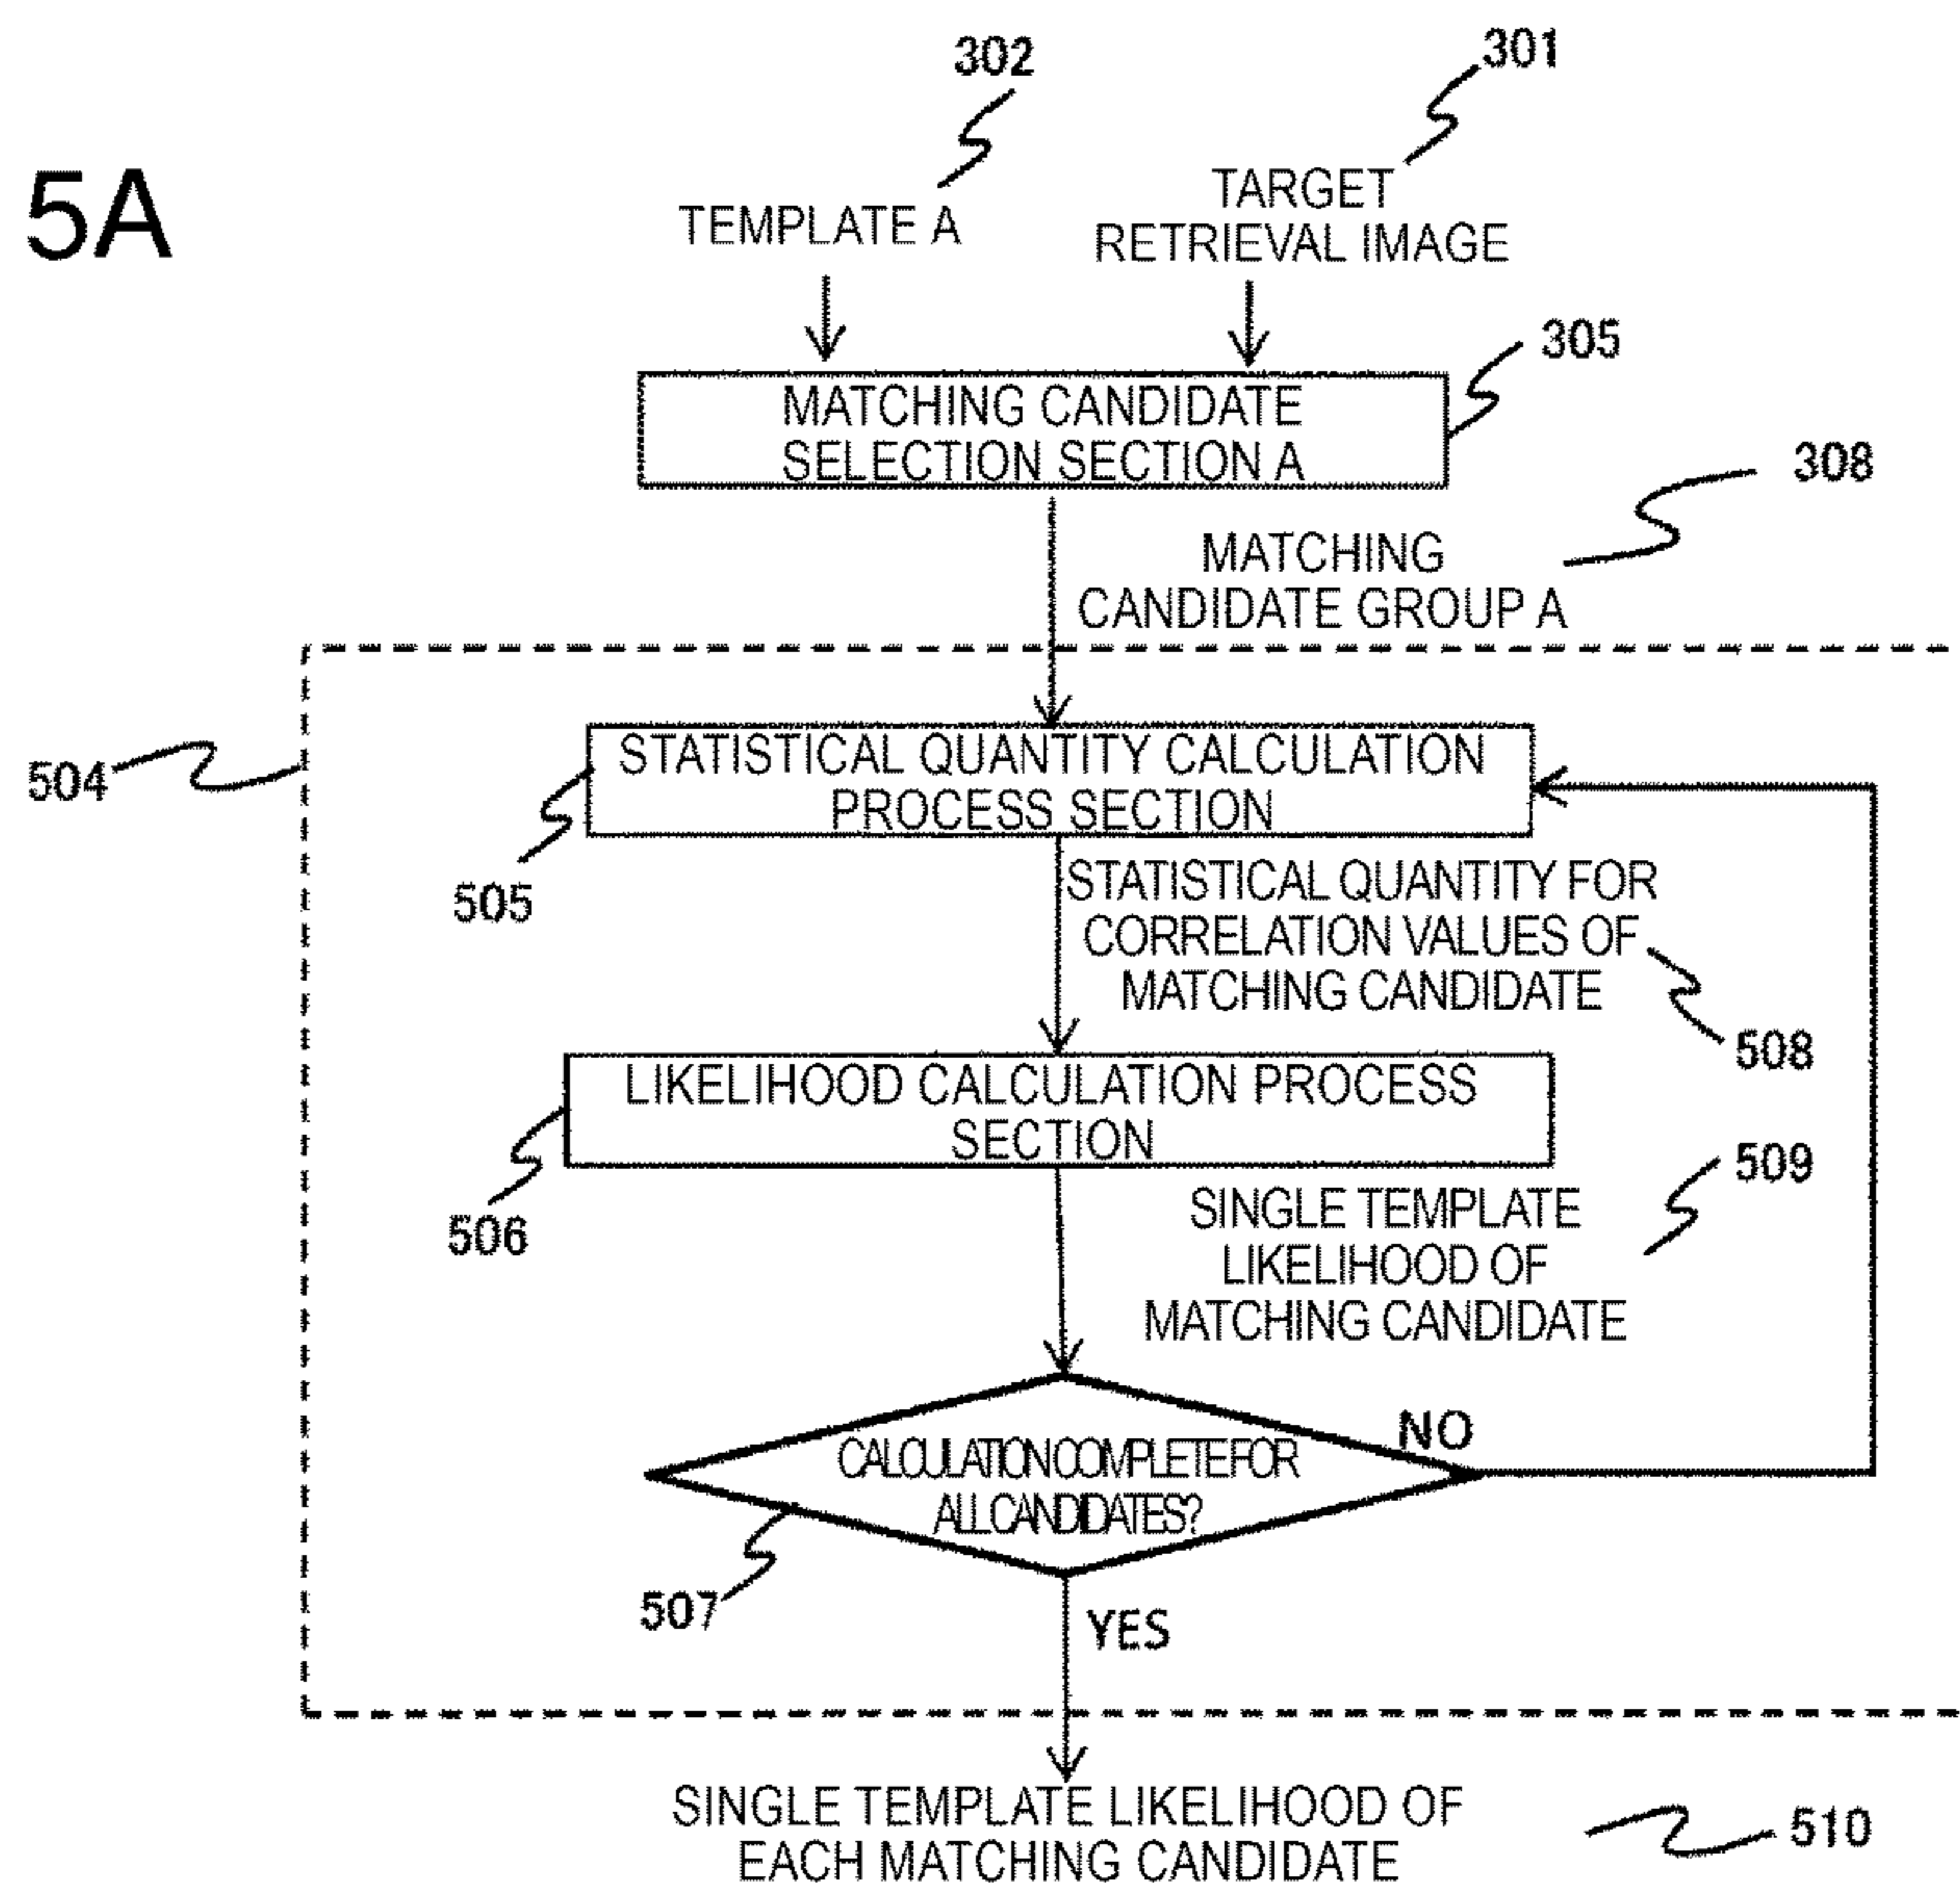 5A
302
301
TEMPLATE A
TARGET
RETRIEVAL IMAGE
305
MATCHING CANDIDATE
SELECTION SECTION A
308
MATCHING
CANDIDATE GROUP A
504
STATISTICAL QUANTITY CALCULATION
PROCESS SECTION
505
STATISTICAL QUANTITY FOR
CORRELATION VALUES OF
MATCHING CANDIDATE
508
LIKELIHOOD CALCULATION PROCESS
SECTION
506
509
SINGLE TEMPLATE
LIKELIHOOD OF
MATCHING CANDIDATE
NO
CALCULATION COMPLETE FOR
ALL CANDIDATES?
507
YES
SINGLE TEMPLATE LIKELIHOOD OF
EACH MATCHING CANDIDATE
510